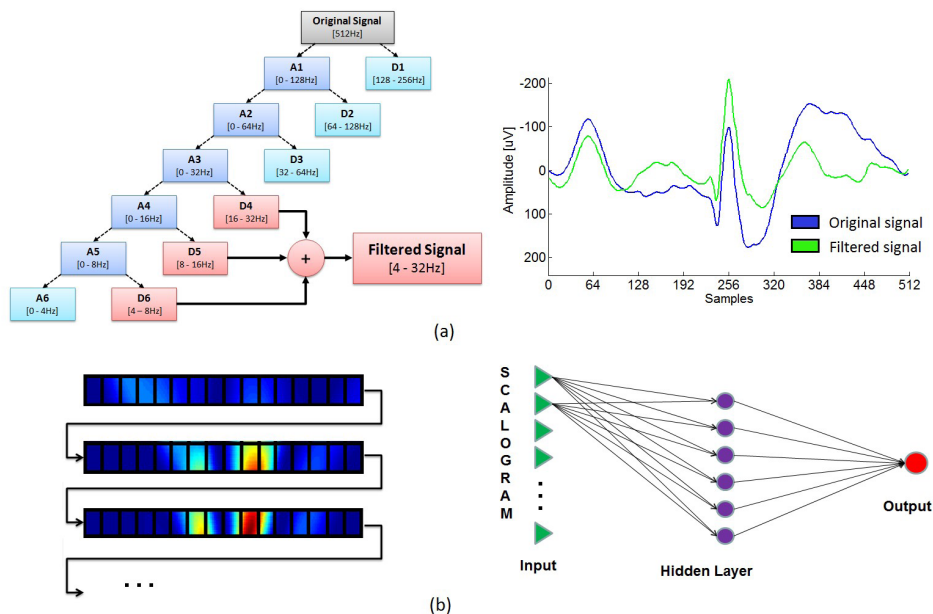 Original Signal
[512Hz]
A1
[0 - 128Hz]
D1
[128 - 256Hz]
A2
[0 - 64Hz]
D2
[64 - 128Hz]
A3
[0 - 32Hz]
D3
[32 - 64Hz]
A4
[0 - 16Hz]
D4
[16 - 32Hz]
A5
[0 - 8Hz]
D5
[8 - 16Hz]
+
Filtered Signal
[4 - 32Hz]
A6
[0 - 4Hz]
D6
[4 – 8Hz]
Amplitude [uV]
-200
-100
0
100
200
Original signal
Filtered signal
0 64 128 192 256 320 384 448 512
Samples
(a)
SCALOGRAM
Input
Hidden Layer
Output
(b)